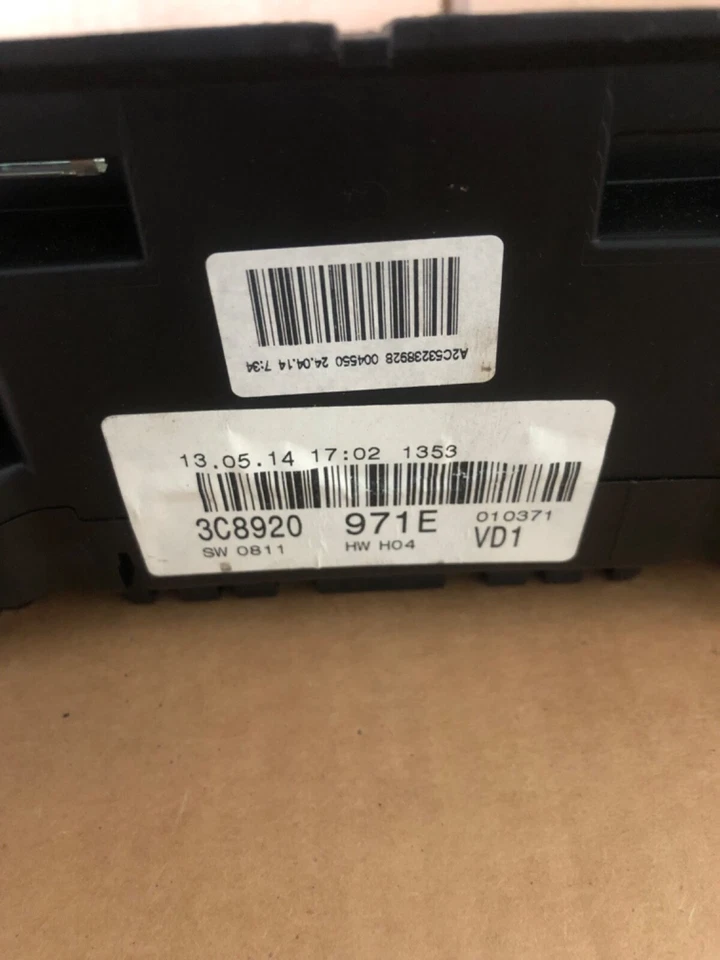 A2C53238928 004550 24.04.14 7:34
13.05.14 17:02 1353
3C8920 971E 010371
SW 0811 HW H04 VD1